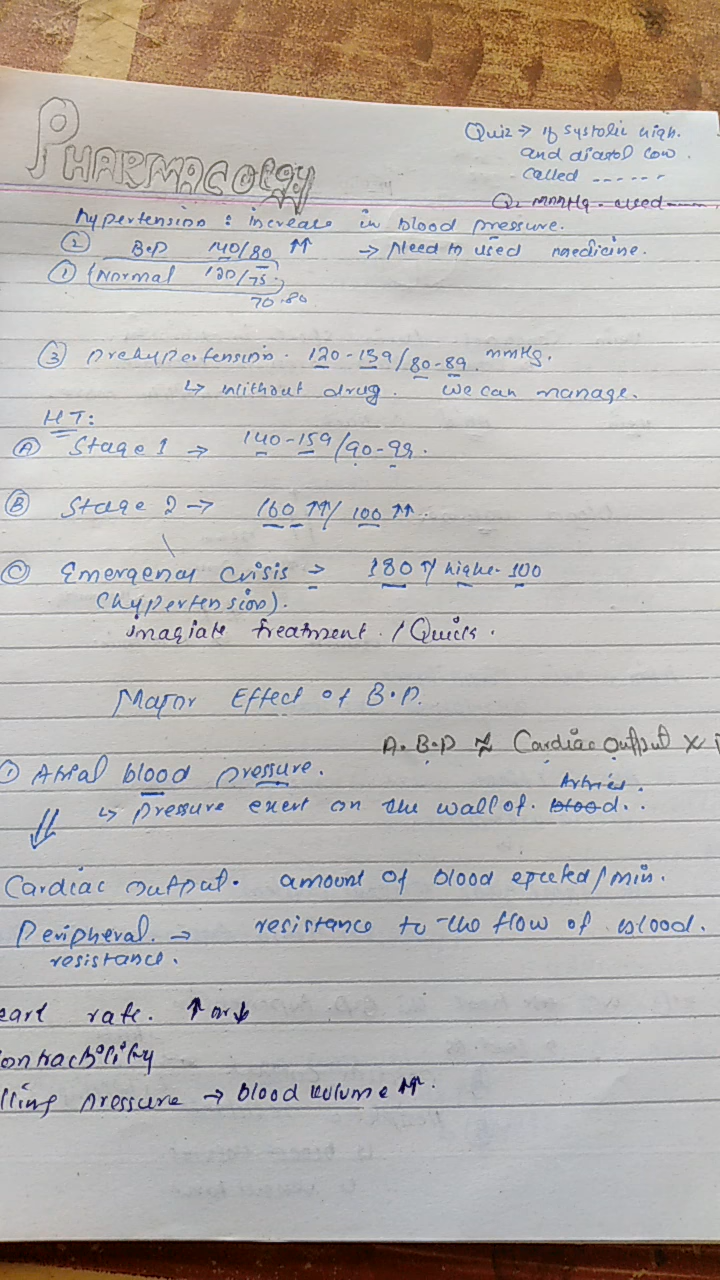 PHARMACOLOGY
Quiz → if systolic high.
and diastol low.
called ------
Q2 mmHg. used ------
hypertension : increase in blood pressure.
② B.P 140/80 ↑↑ → Need to used medicine.
① (Normal 120/75)
70-80
③ prehypertension. 120-139/80-89. mmHg.
↳ without drug. we can manage.
HT:
Ⓐ Stage 1 → 140-159/90-99.
Ⓑ Stage 2 → 160 ↑↑/ 100 ↑↑.
Ⓒ Emergency Crisis → 180 ↑/ higher 100
(hypertension).
imagiate treatment. / Quick.
Major Effect of B.P.
A. B.P ≈ Cardiac output ×
① Atrial blood pressure.
Artries.
↳ pressure exert on the wall of. blood..
Cardiac output. amount of blood ejected/min.
Peripheral. → resistance to the flow of blood.
resistance.
eart rate. ↑ or ↓
ontractility
lling pressure → blood volume ↑↑.